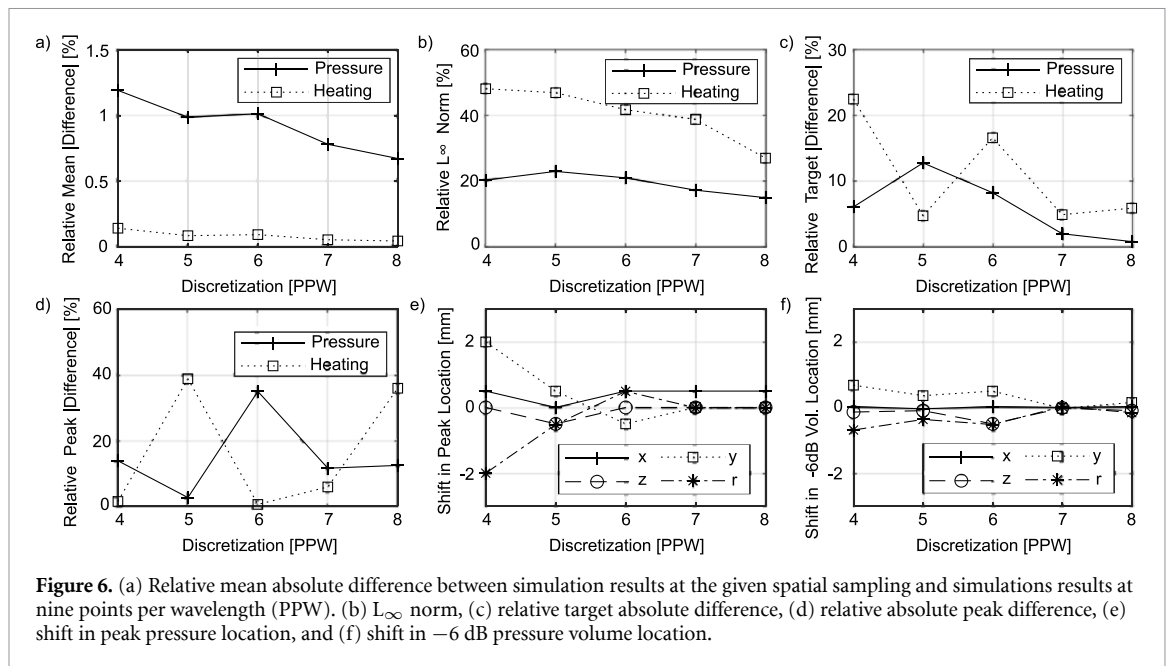 a)
Relative Mean |Difference| [%]
1.5
1
0.5
0
Pressure
Heating
4 5 6 7 8
Discretization [PPW]
b)
Relative L∞ Norm [%]
60
40
20
0
Pressure
Heating
4 5 6 7 8
Discretization [PPW]
c)
Relative Target |Difference| [%]
30
20
10
0
Pressure
Heating
4 5 6 7 8
Discretization [PPW]
d)
Relative Peak |Difference| [%]
60
40
20
0
Pressure
Heating
4 5 6 7 8
Discretization [PPW]
e)
Shift in Peak Location [mm]
2
0
-2
x y
z r
4 5 6 7 8
Discretization [PPW]
f)
Shift in -6dB Vol. Location [mm]
2
0
-2
x y
z r
4 5 6 7 8
Discretization [PPW]
Figure 6. (a) Relative mean absolute difference between simulation results at the given spatial sampling and simulations results at
nine points per wavelength (PPW). (b) L∞ norm, (c) relative target absolute difference, (d) relative absolute peak difference, (e)
shift in peak pressure location, and (f) shift in −6 dB pressure volume location.